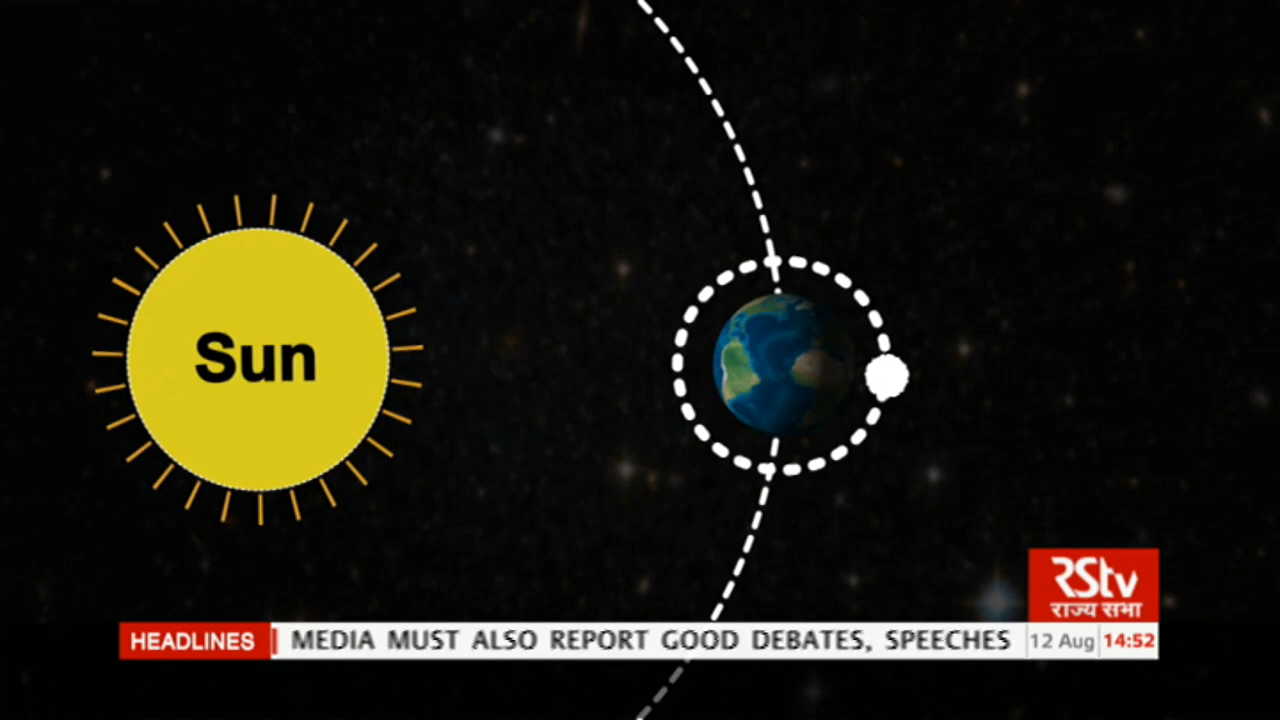 Sun
RStv
राज्य सभा
HEADLINES MEDIA MUST ALSO REPORT GOOD DEBATES, SPEECHES 12 Aug 14:52